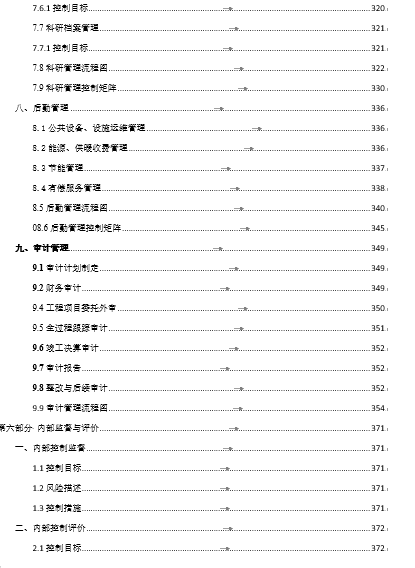 7.6.1 控制目标 → 320
7.7 科研档案管理 → 321
7.7.1 控制目标 → 321
7.8 科研管理流程图 → 322
7.9 科研管理控制矩阵 → 330
八、后勤管理 → 336
8.1 公共设备、设施运维管理 → 336
8.2 能源、供暖收费管理 → 336
8.3 节能管理 → 337
8.4 有偿服务管理 → 338
8.5 后勤管理流程图 → 340
08.6 后勤管理控制矩阵 → 345
九、审计管理 → 349
9.1 审计计划制定 → 349
9.2 财务审计 → 349
9.4 工程项目委托外审 → 350
9.5 全过程跟踪审计 → 351
9.6 竣工决算审计 → 352
9.7 审计报告 → 352
9.8 整改与后续审计 → 352
9.9 审计管理流程图 → 354
第六部分 内部监督与评价 → 371
一、内部控制监督 → 371
1.1 控制目标 → 371
1.2 风险描述 → 371
1.3 控制措施 → 371
二、内部控制评价 → 372
2.1 控制目标 → 372